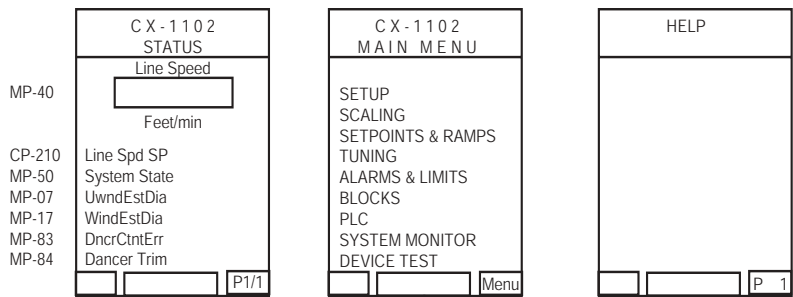 CX-1102
STATUS
Line Speed
MP-40
Feet/min
CP-210 Line Spd SP
MP-50 System State
MP-07 UwndEstDia
MP-17 WindEstDia
MP-83 DncrCtntErr
MP-84 Dancer Trim
P1/1
CX-1102
MAIN MENU
SETUP
SCALING
SETPOINTS & RAMPS
TUNING
ALARMS & LIMITS
BLOCKS
PLC
SYSTEM MONITOR
DEVICE TEST
Menu
HELP
P 1